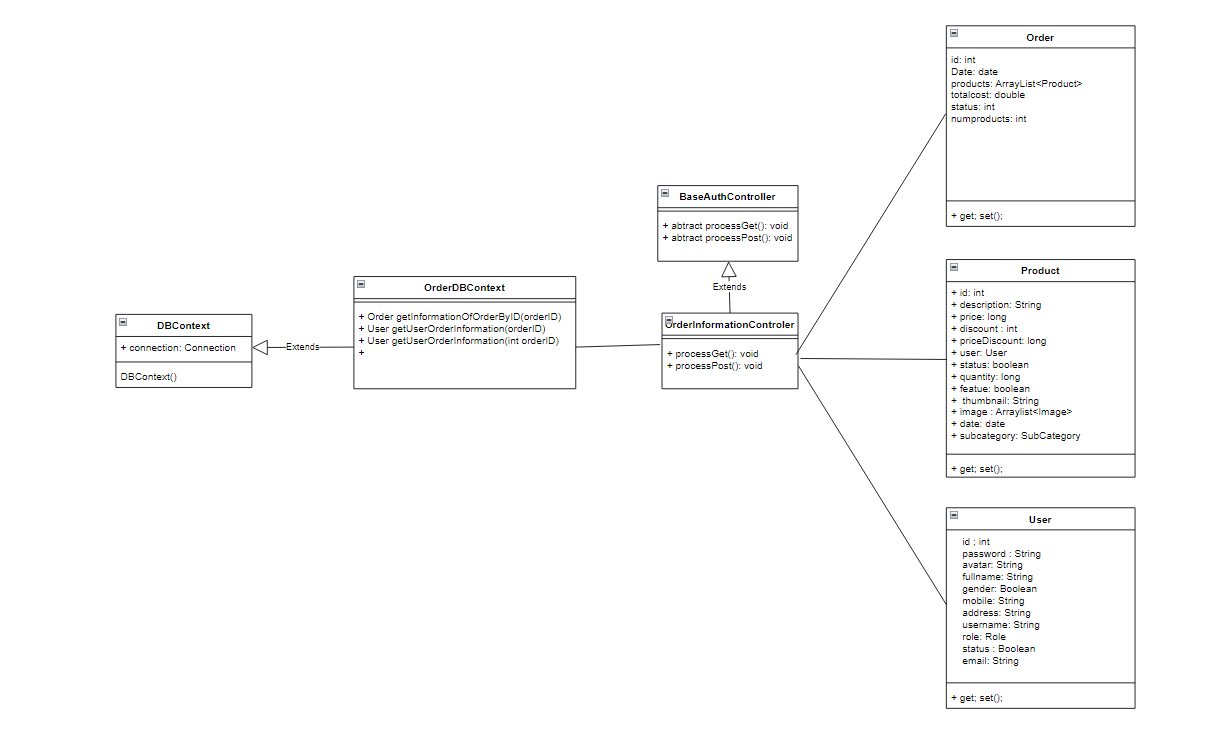 Order
id: int
Date: date
products: ArrayList<Product>
totalcost: double
status: int
numproducts: int
+ get; set();
BaseAuthController
+ abtract processGet(): void
+ abtract processPost(): void
Extends
OrderDBContext
+ Order getInformationOfOrderByID(orderID)
+ User getUserOrderInformation(orderID)
+ User getUserOrderInformation(int orderID)
+
DBContext
+ connection: Connection
DBContext()
Extends
OrderInformationControler
+ processGet(): void
+ processPost(): void
Product
+ id: int
+ description: String
+ price: long
+ discount : int
+ priceDiscount: long
+ user: User
+ status: boolean
+ quantity: long
+ featue: boolean
+ thumbnail: String
+ image : Arraylist<Image>
+ date: date
+ subcategory: SubCategory
+ get; set();
User
id ; int
password : String
avatar: String
fullname: String
gender: Boolean
mobile: String
address: String
username: String
role: Role
status : Boolean
email: String
+ get; set();